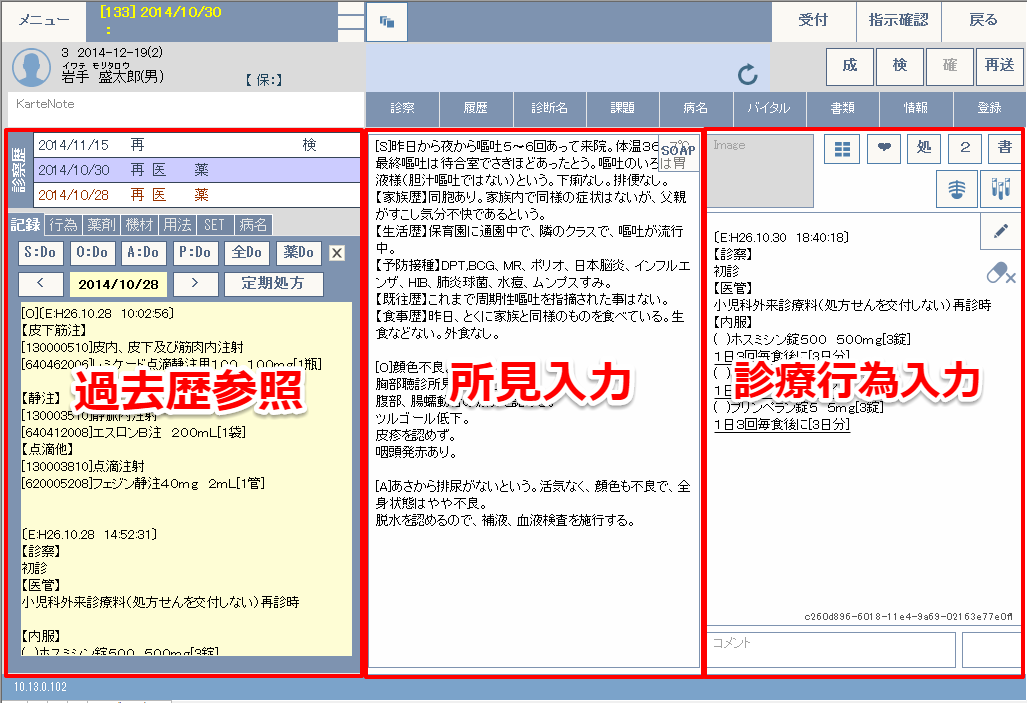 メニュー
[133] 2014/10/30
:
受付
指示確認
戻る
3 2014-12-19(2)
イワテ モリタロウ
岩手 盛太郎(男)
【 保:】
成
検
確
再送
KarteNote
診察
履歴
診断名
課題
病名
バイタル
書類
情報
登録
診察歴
2014/11/15 再 検
2014/10/30 再 医 薬
2014/10/28 再 医 薬
記録
行為
薬剤
機材
用法
SET
病名
S:Do
O:Do
A:Do
P:Do
全Do
薬Do
X
<
2014/10/28
>
定期処方
[O][E:H26.10.28 10:02:56]
【皮下筋注】
[130000510]皮内、皮下及び筋肉内注射
100mg[1瓶]
過去歴参照
【静注】
[640412008]エスロンB注 200mL[1袋]
【点滴他】
[130003810]点滴注射
[620005208]フェジン静注40mg 2mL[1管]
[E:H26.10.28 14:52:31]
【診察】
初診
【医管】
小児科外来診療料(処方せんを交付しない)再診時
【内服】
( )ホスミシン錠500 500mg[3錠]
[S]昨日から夜から嘔吐5～6回あって来院。体温36
SOAP
最終嘔吐は待合室でさきほどあったとう。嘔吐のいろは胃
液様(胆汁嘔吐ではない)という。下痢なし。排便なし。
【家族歴】同胞あり。家族内で同様の症状はないが、父親
がすこし気分不快であるという。
【生活歴】保育園に通園中で、隣のクラスで、嘔吐が流行
中。
【予防接種】DPT,BCG、MR、ポリオ、日本脳炎、インフルエ
ンザ、HIB、肺炎球菌、水痘、ムンプスすみ。
【既往歴】これまで周期性嘔吐を指摘された事はない。
【食事歴】昨日、とくに家族と同様のものを食べている。生
食などない。外食なし。
[O]顔色不良、
胸部聴診所見
所見入力
腹部、腸蠕動
ツルゴール低下。
皮疹を認めず。
咽頭発赤あり。
[A]あさから排尿がないという。活気なく、顔色も不良で、全
身状態はやや不良。
脱水を認めるので、補液、血液検査を施行する。
Image
処
2
書
[E:H26.10.30 18:40:18]
【診察】
初診
【医管】
小児科外来診療料(処方せんを交付しない)再診時
【内服】
( )ホスミシン錠500 500mg[3錠]
1日3回毎食後に[3日分]
診療行為入力
( )プリンペラン錠5 5mg[3錠]
1日3回毎食後に[3日分]
c260d896-6018-11e4-9a69-02163e77e0f1
コメント
10.13.0.102